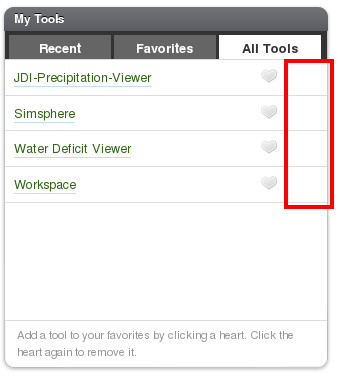 My Tools
Recent Favorites All Tools
JDI-Precipitation-Viewer
Simsphere
Water Deficit Viewer
Workspace
Add a tool to your favorites by clicking a heart. Click the
heart again to remove it.